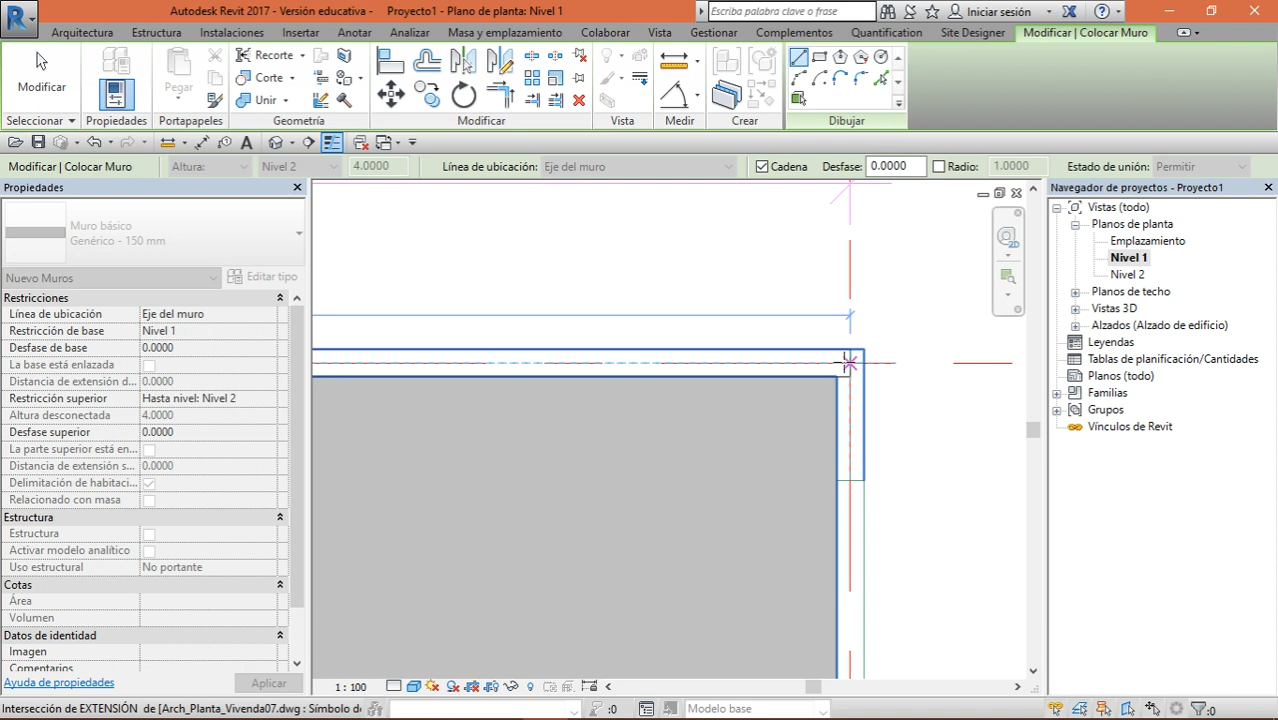 Autodesk Revit 2017 - Versión educativa -    Proyecto1 - Plano de planta: Nivel 1
Escriba palabra clave o frase
Iniciar sesión
Arquitectura Estructura Instalaciones Insertar Anotar Analizar Masa y emplazamiento Colaborar Vista Gestionar Complementos Quantification Site Designer Modificar | Colocar Muro
Modificar
Pegar
Recorte
Corte
Unir
Seleccionar Propiedades Portapapeles Geometría Modificar Vista Medir Crear Dibujar
Modificar | Colocar Muro Altura: Nivel 2 4.0000 Línea de ubicación: Eje del muro Cadena Desfase: 0.0000 Radio: 1.0000 Estado de unión: Permitir
Propiedades
Muro básico
Genérico - 150 mm
Nuevo Muros Editar tipo
Restricciones
Línea de ubicación Eje del muro
Restricción de base Nivel 1
Desfase de base 0.0000
La base está enlazada
Distancia de extensión d... 0.0000
Restricción superior Hasta nivel: Nivel 2
Altura desconectada 4.0000
Desfase superior 0.0000
La parte superior está en...
Distancia de extensión s... 0.0000
Delimitación de habitaci...
Relacionado con masa
Estructura
Estructura
Activar modelo analítico
Uso estructural No portante
Cotas
Área
Volumen
Datos de identidad
Imagen
Comentarios
Ayuda de propiedades Aplicar
2D
Navegador de proyectos - Proyecto1
Vistas (todo)
Planos de planta
Emplazamiento
Nivel 1
Nivel 2
Planos de techo
Vistas 3D
Alzados (Alzado de edificio)
Leyendas
Tablas de planificación/Cantidades
Planos (todo)
Familias
Grupos
Vínculos de Revit
1 : 100
Intersección de EXTENSIÓN  de [Arch_Planta_Vivenda07.dwg : Símbolo de :0 Modelo base :0